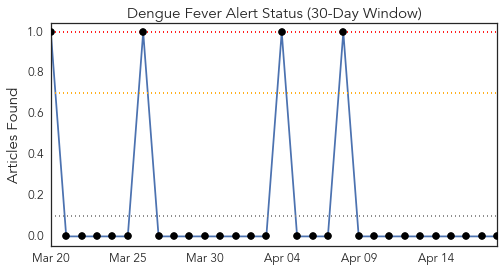 Dengue Fever Alert Status (30-Day Window)
Articles Found
1.0
0.8
0.6
0.4
0.2
0.0
Mar 20 Mar 25 Mar 30 Apr 04 Apr 09 Apr 14